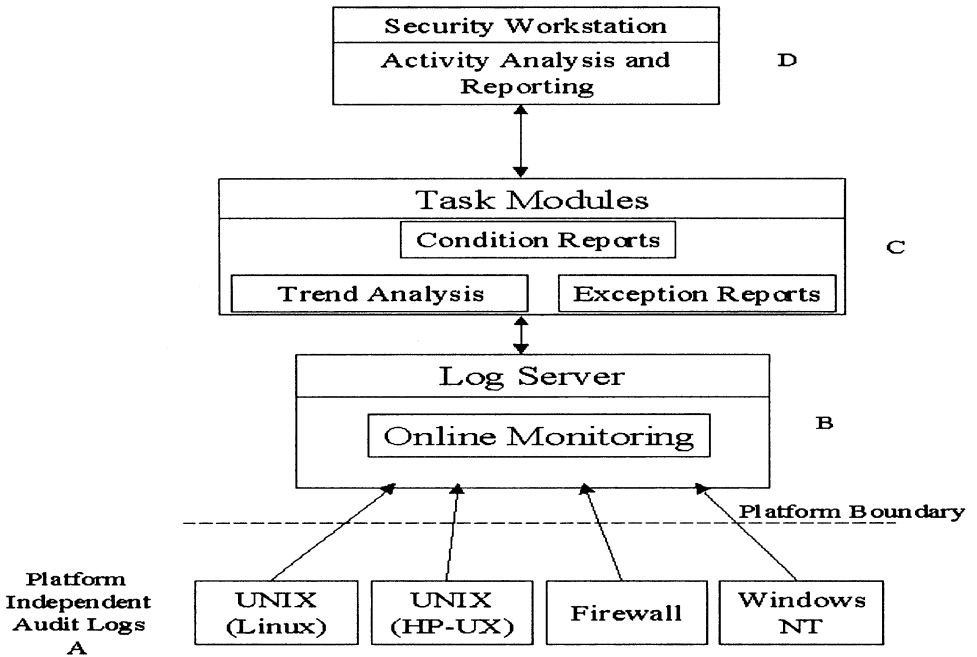 Security Workstation
Activity Analysis and
Reporting
D
Task Modules
Condition Reports
C
Trend Analysis
Exception Reports
Log Server
Online Monitoring
B
Platform Boundary
Platform
Independent
Audit Logs
A
UNIX
(Linux)
UNIX
(HP-UX)
Firewall
Windows
NT